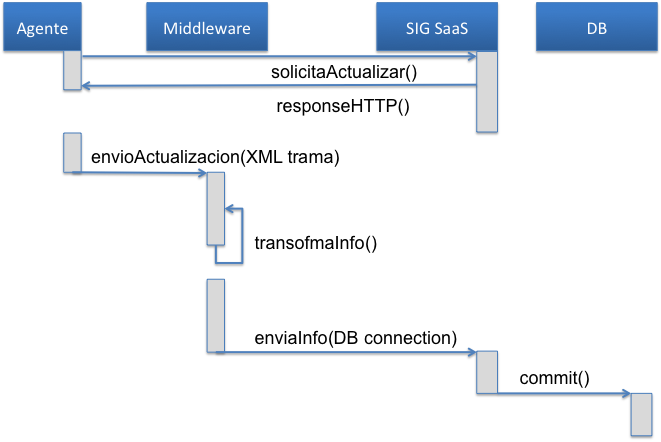 Agente
Middleware
SIG SaaS
DB
solicitaActualizar()
responseHTTP()
envioActualizacion(XML trama)
transofmaInfo()
enviaInfo(DB connection)
commit()